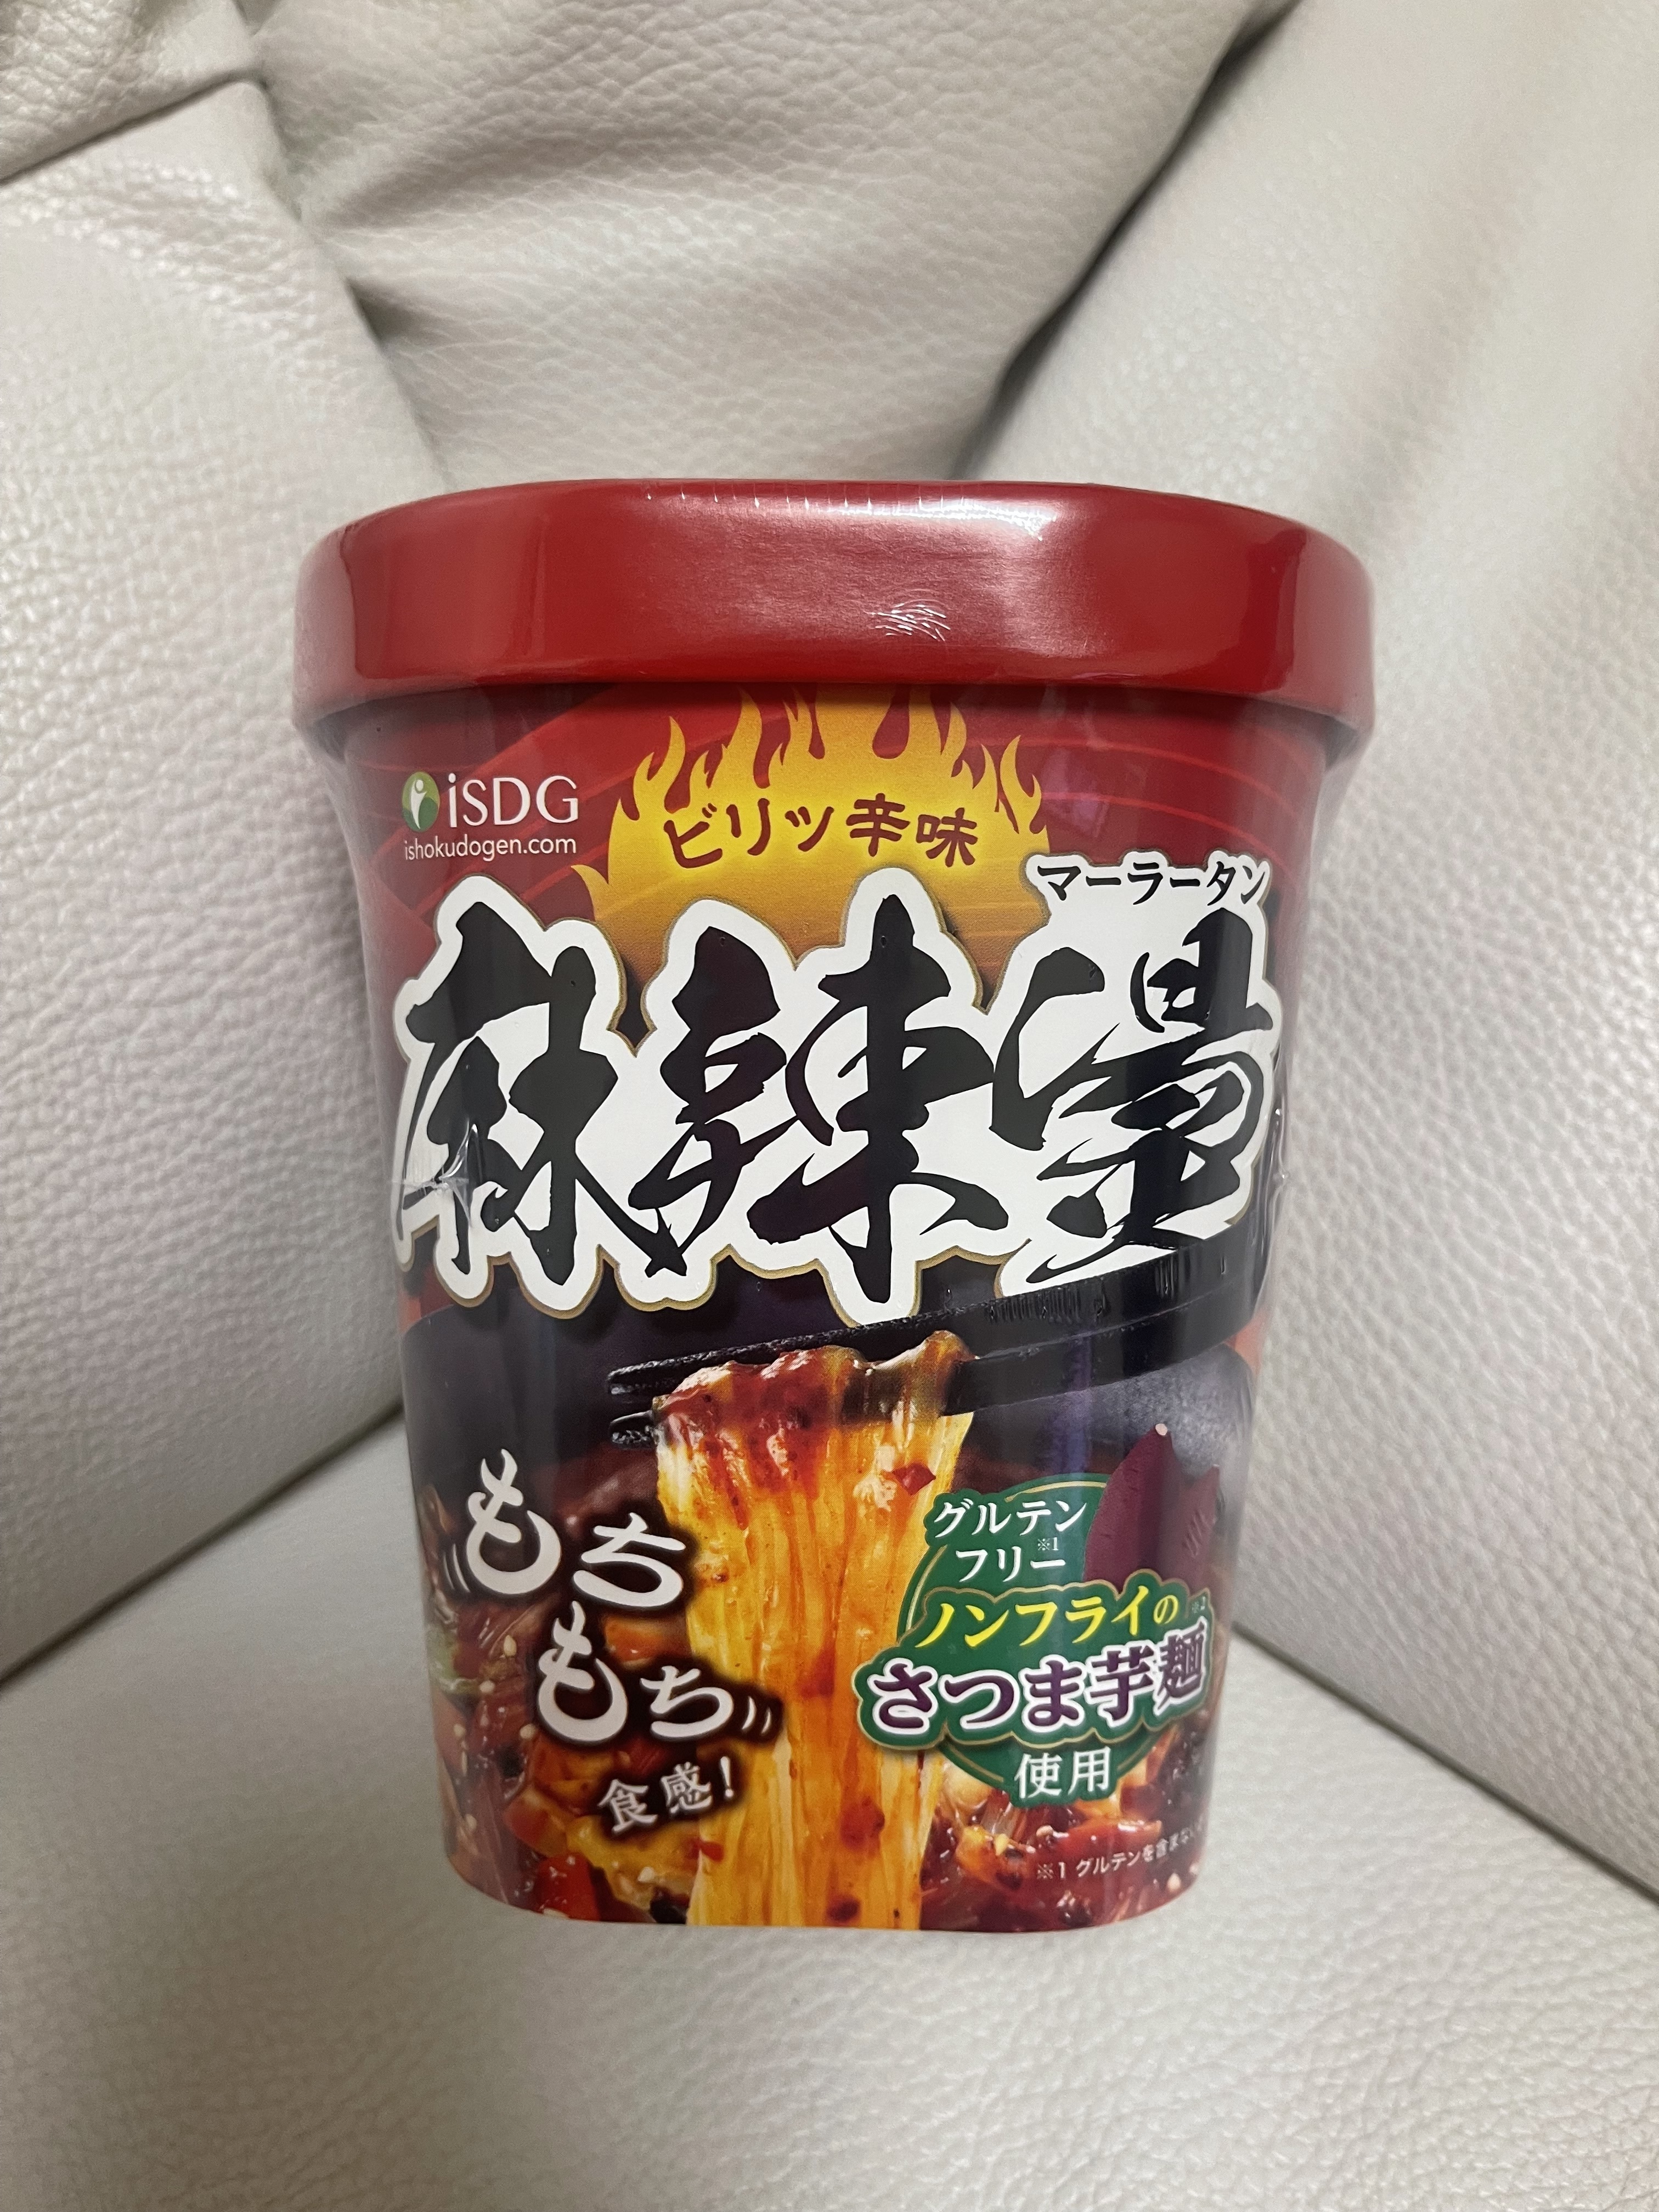 iSDG
ishokudogen.com
ビリッ辛味
マーラータン
麻辣湯
もち
もち
食感!
グルテン
フリー※1
ノンフライの※2
さつま芋麺
使用
※1 グルテンを含まない